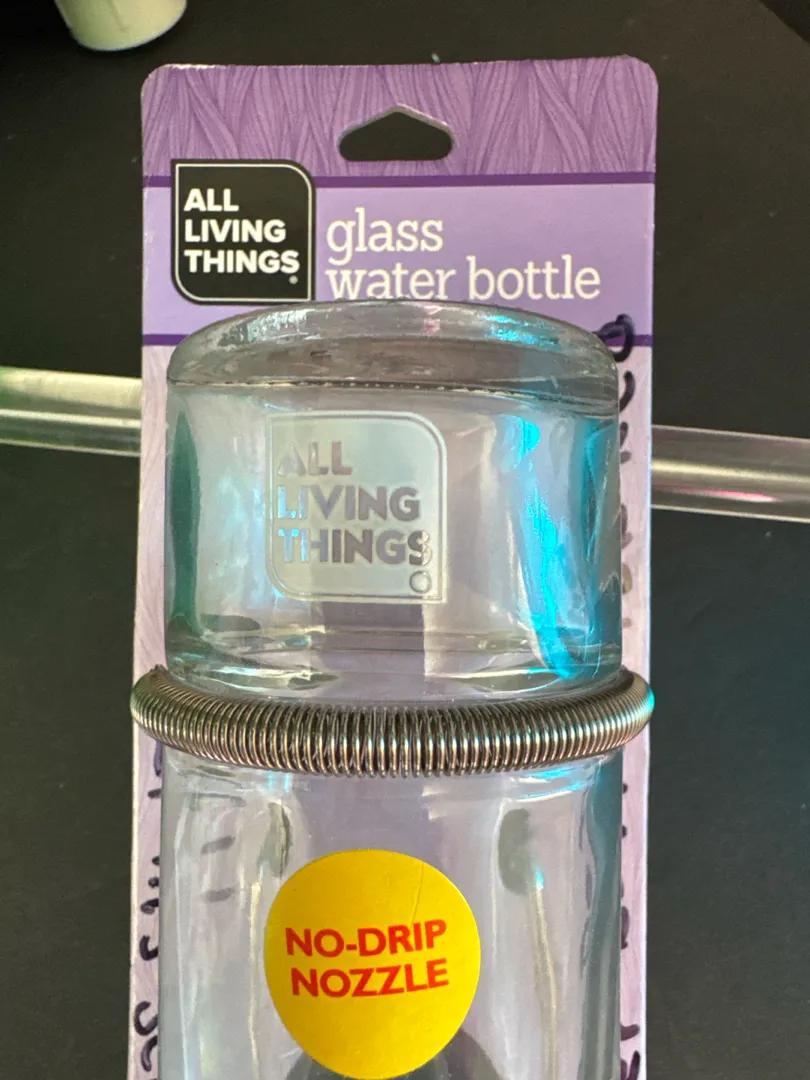 ALL
LIVING
THINGS
glass
water bottle
ALL
LIVING
THINGS
NO-DRIP
NOZZLE